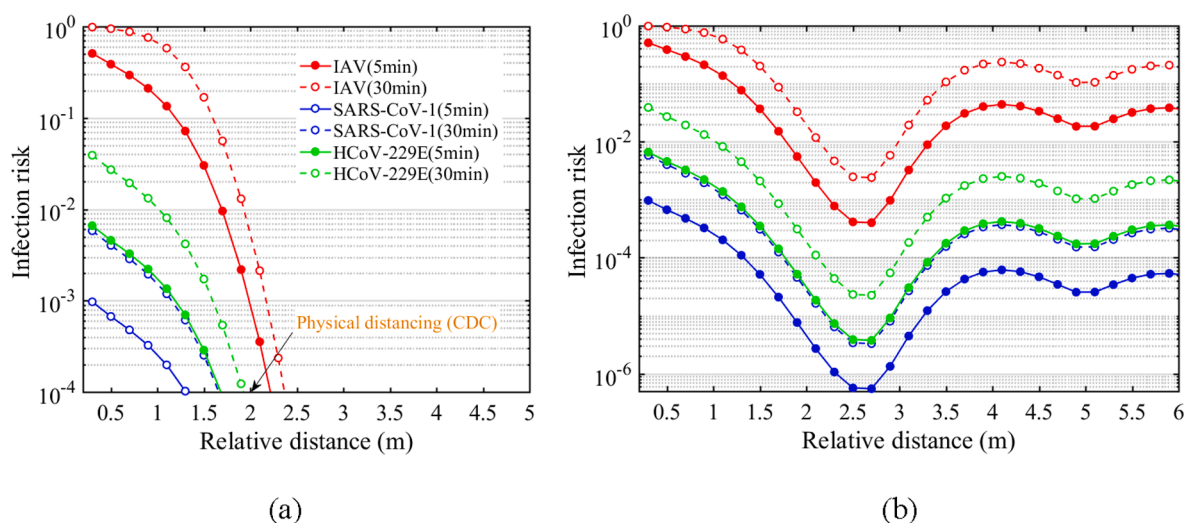 10^0
10^-1
10^-2
10^-3
10^-4
Infection risk
IAV(5min)
IAV(30min)
SARS-CoV-1(5min)
SARS-CoV-1(30min)
HCoV-229E(5min)
HCoV-229E(30min)
Physical distancing (CDC)
0.5 1 1.5 2 2.5 3 3.5 4 4.5 5
Relative distance (m)
(a)
10^0
10^-2
10^-4
10^-6
Infection risk
0.5 1 1.5 2 2.5 3 3.5 4 4.5 5 5.5 6
Relative distance (m)
(b)